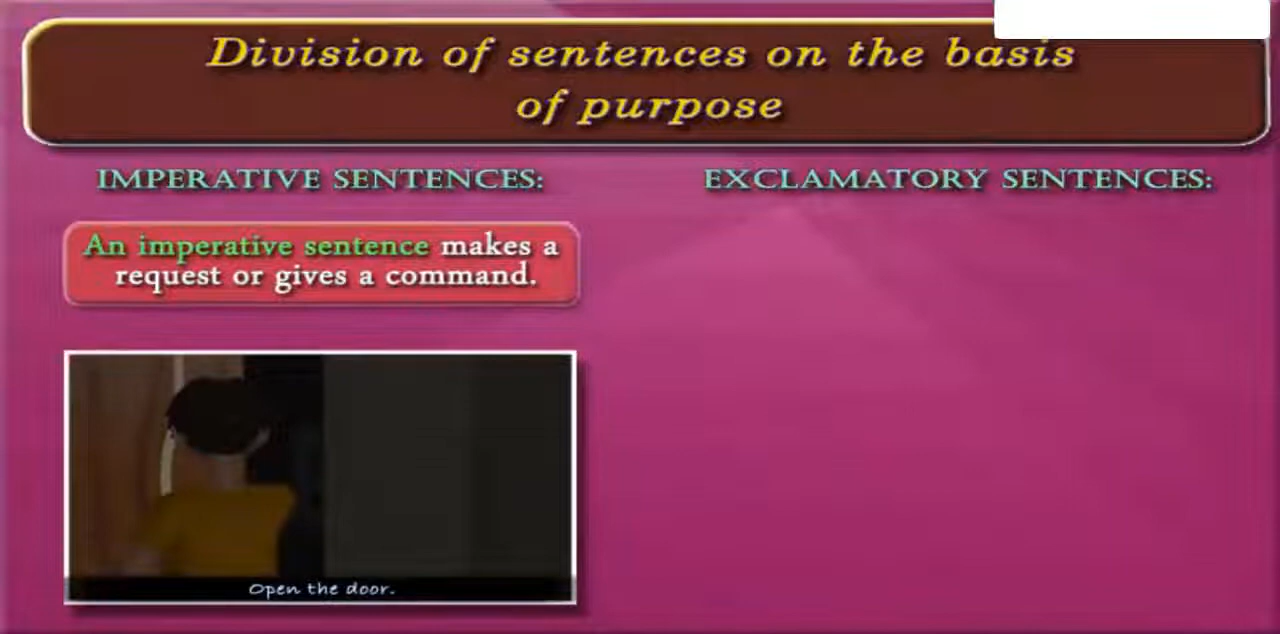 Division of sentences on the basis
of purpose
IMPERATIVE SENTENCES:
EXCLAMATORY SENTENCES:
An imperative sentence makes a
request or gives a command.
Open the door.